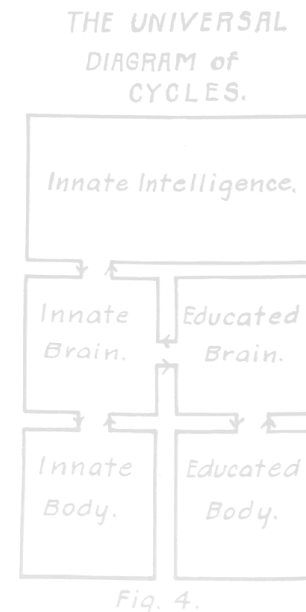 THE UNIVERSAL
DIAGRAM of
CYCLES.
Innate Intelligence.
Innate
Brain.
Educated
Brain.
Innate
Body.
Educated
Body.
Fig. 4.